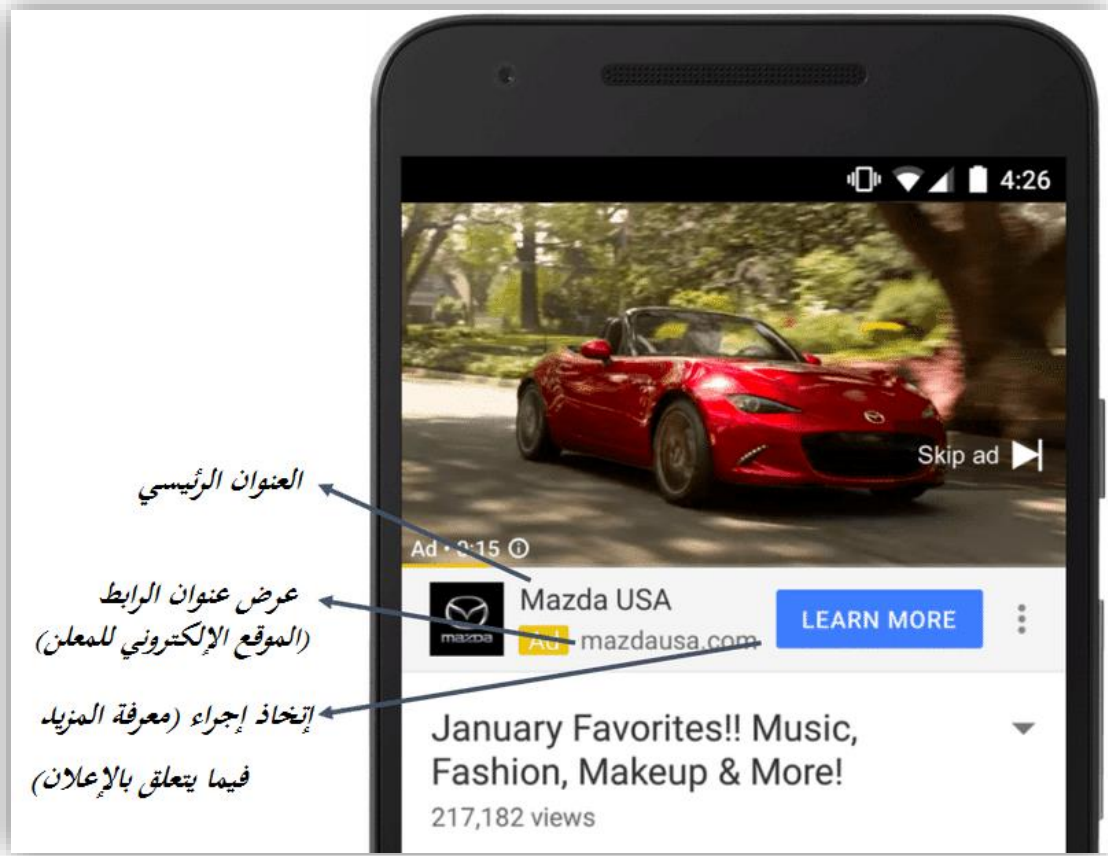 4:26
Skip ad
Ad • 0:15
العنوان الرئيسي
Mazda USA
mazda
Ad mazdausa.com
LEARN MORE
عرض عنوان الرابط
(الموقع الإلكتروني للمعلن)
إتخاذ إجراء (معرفة المزيد
فيما يتعلق بالإعلان)
January Favorites!! Music,
Fashion, Makeup & More!
217,182 views